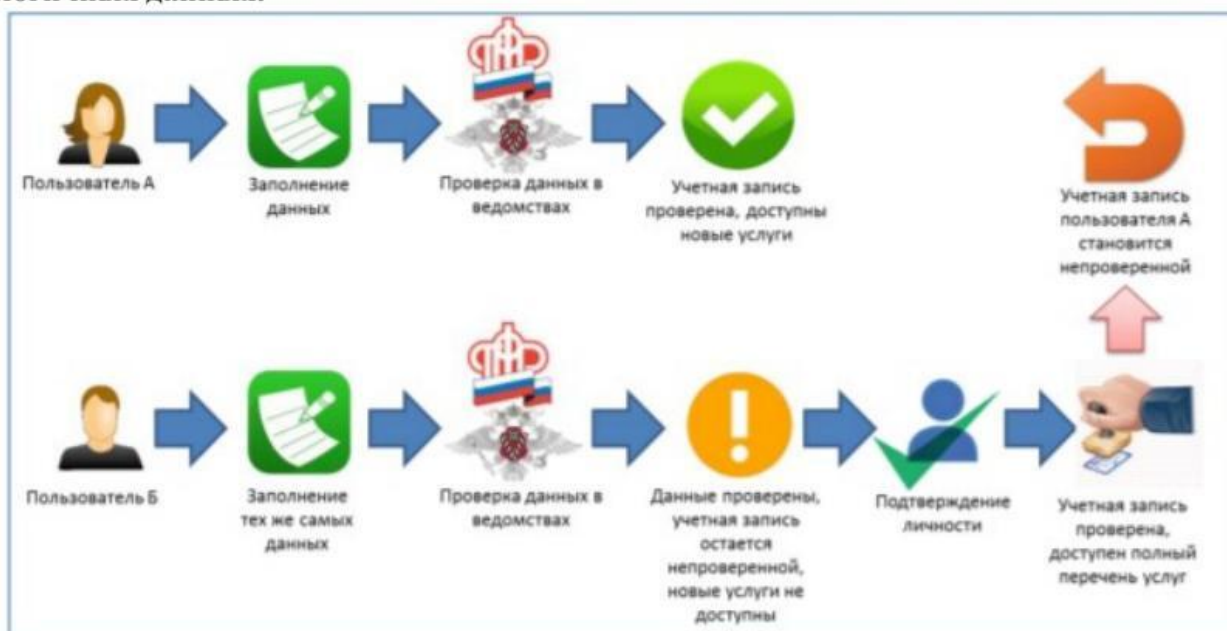 Пользователь А
Заполнение
данных
Проверка данных в
ведомствах
Учетная запись
проверена, доступны
новые услуги
Учетная запись
пользователя А
становится
непроверенной
Пользователь Б
Заполнение
тех же самых
данных
Проверка данных в
ведомствах
Данные проверены,
учетная запись
остается
непроверенной,
новые услуги не
доступны
Подтверждение
личности
Учетная запись
проверена,
доступен полный
перечень услуг